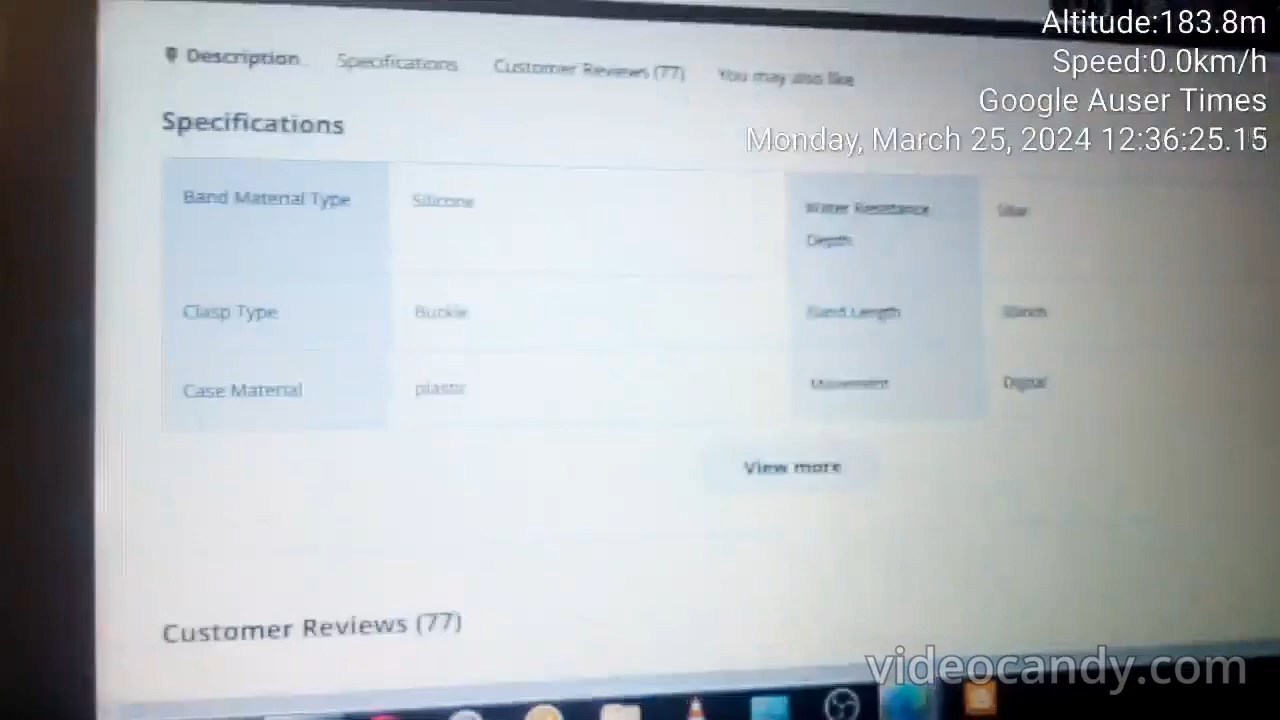 Altitude:183.8m
Speed:0.0km/h
Google Auser Times
Monday, March 25, 2024 12:36:25.15
Description
Specifications
Customer Reviews (77)
You may also like
Specifications
Band Material Type
Silicone
Water Resistance
Depth
Clasp Type
Buckle
Band Length
Case Material
plastic
Movement
Digital
View more
Customer Reviews (77)
videocandy.com